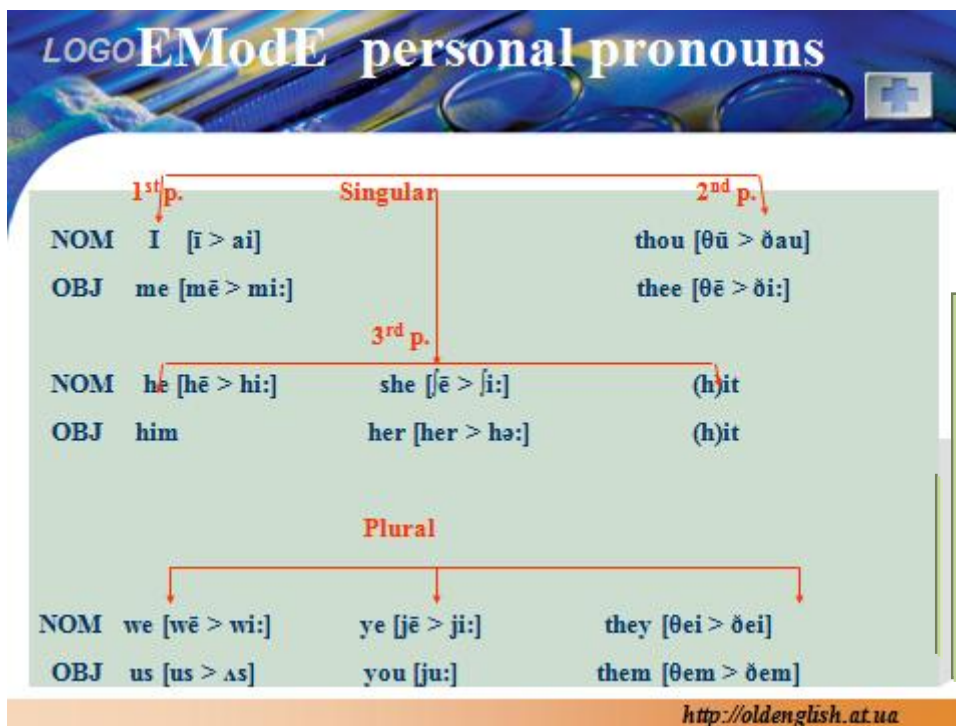 LOGO EModE personal pronouns
1st p. Singular 2nd p.
NOM I [ī > ai] thou [θū > ðau]
OBJ me [mē > mi:] thee [θē > ði:]
3rd p.
NOM he [hē > hi:] she [ʃē > ʃi:] (h)it
OBJ him her [her > hə:] (h)it
Plural
NOM we [wē > wi:] ye [jē > ji:] they [θei > ðei]
OBJ us [us > ʌs] you [ju:] them [θem > ðem]
http://oldenglish.at.ua